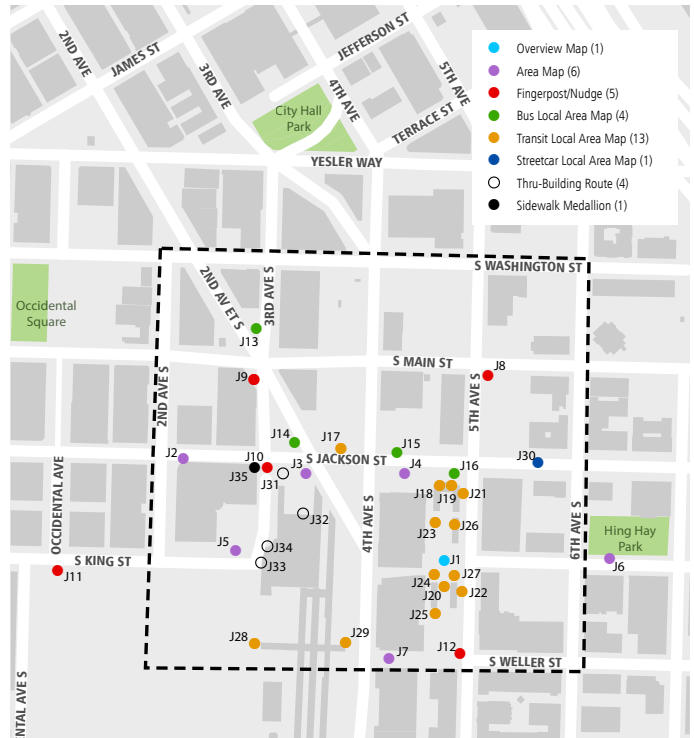 2ND AVE
JAMES ST
3RD AVE
JEFFERSON ST
4TH AVE
5TH AVE
TERRACE ST
City Hall
Park
YESLER WAY
Overview Map (1)
Area Map (6)
Fingerpost/Nudge (5)
Bus Local Area Map (4)
Transit Local Area Map (13)
Streetcar Local Area Map (1)
Thru-Building Route (4)
Sidewalk Medallion (1)
S WASHINGTON ST
2ND AV ET S
3RD AVE S
Occidental
Square
J13
S MAIN ST
J8
J9
2ND AVE S
5TH AVE S
J14
J17
J15
J2
J10
S JACKSON ST
J30
J35
J31
J3
J4
J16
J18
J19
J21
OCCIDENTAL AVE
J32
4TH AVE S
J23
J26
6TH AVE S
Hing Hay
Park
J5
J34
S KING ST
J33
J1
J6
J11
J24
J27
J20
J22
J25
J28
J29
J7
J12
S WELLER ST
ENTAL AVE S